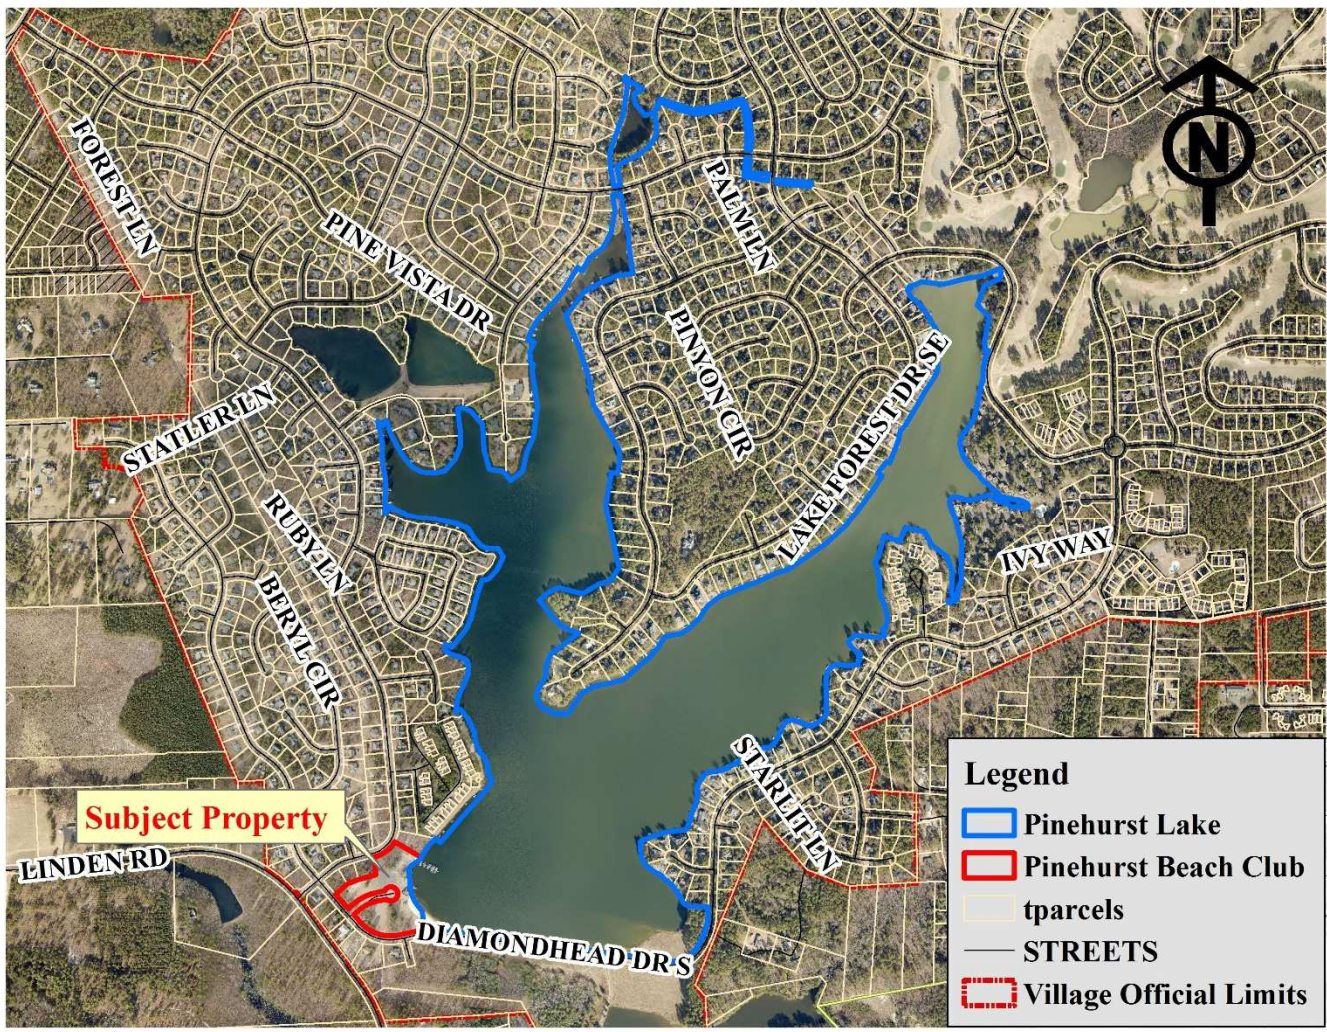 N
FOREST LN
PINE VISTA DR
PALM LN
PINYON CIR
LAKE FOREST DR SE
STATLER LN
RUBY LN
BERYL CIR
IVY WAY
STARLIT LN
Subject Property
LINDEN RD
DIAMONDHEAD DR S
Legend
Pinehurst Lake
Pinehurst Beach Club
tparcels
STREETS
Village Official Limits